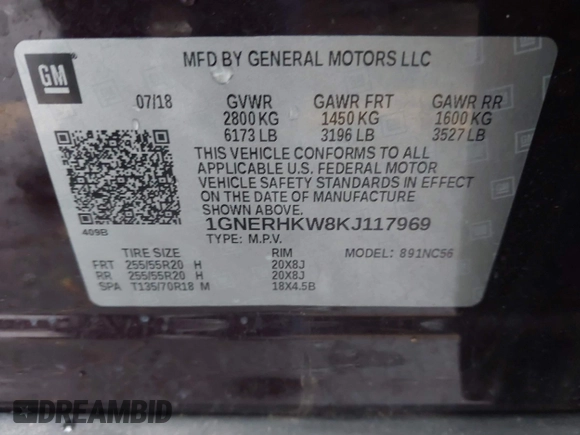 GM
MFD BY GENERAL MOTORS LLC
07/18 GVWR GAWR FRT GAWR RR
2800 KG 1450 KG 1600 KG
6173 LB 3196 LB 3527 LB
THIS VEHICLE CONFORMS TO ALL
APPLICABLE U.S. FEDERAL MOTOR
VEHICLE SAFETY STANDARDS IN EFFECT
ON THE DATE OF MANUFACTURE
SHOWN ABOVE.
409B
1GNERHKW8KJ117969
TYPE: M.P.V. MODEL: 891NC56
TIRE SIZE RIM
FRT 255/55R20 H 20X8J
RR 255/55R20 H 20X8J
SPA T135/70R18 M 18X4.5B
DREAMBID